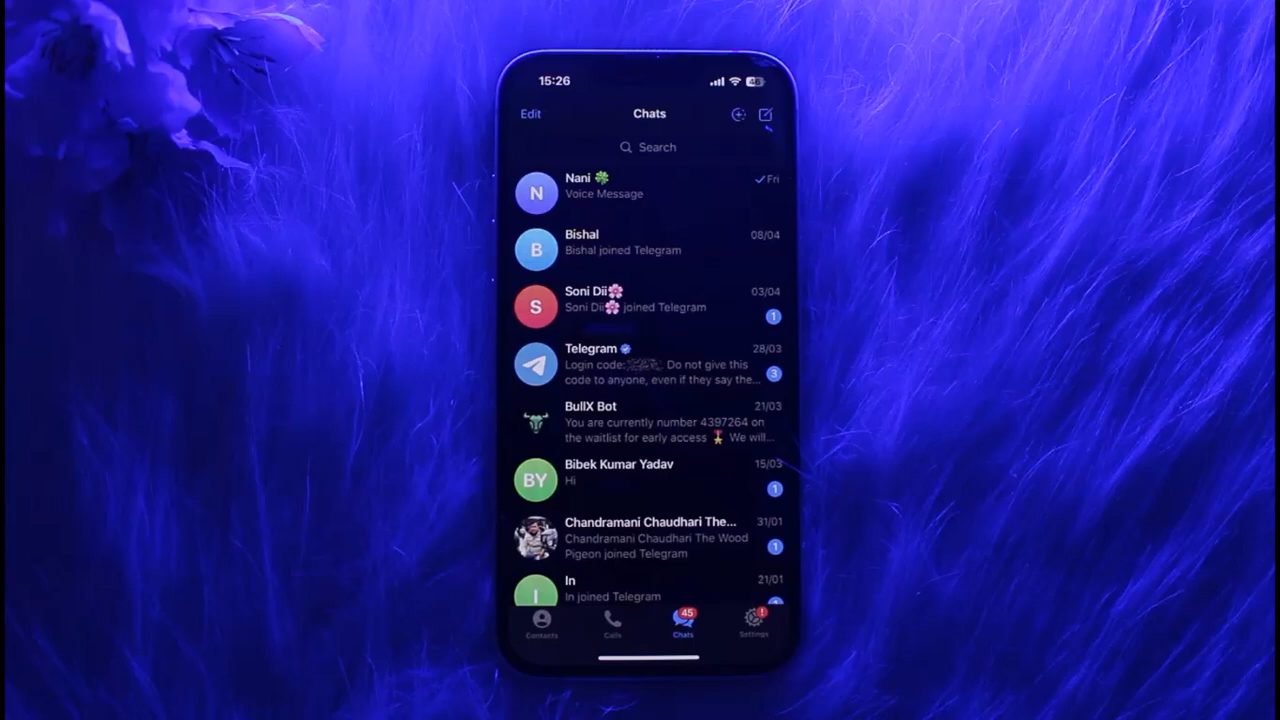 15:26
46
Edit
Chats
Search
N
Nani 🍀
Fri
Voice Message
B
Bishal
08/04
Bishal joined Telegram
S
Soni Dii🌸
03/04
Soni Dii🌸 joined Telegram
1
Telegram
28/03
Login code: . Do not give this
code to anyone, even if they say the...
3
BullX Bot
21/03
You are currently number 4397264 on
the waitlist for early access 🎖 We will...
BY
Bibek Kumar Yadav
15/03
Hi
1
Chandramani Chaudhari The...
31/01
Chandramani Chaudhari The Wood
Pigeon joined Telegram
1
I
In
21/01
In joined Telegram
Contacts
Calls
45
Chats
!
Settings